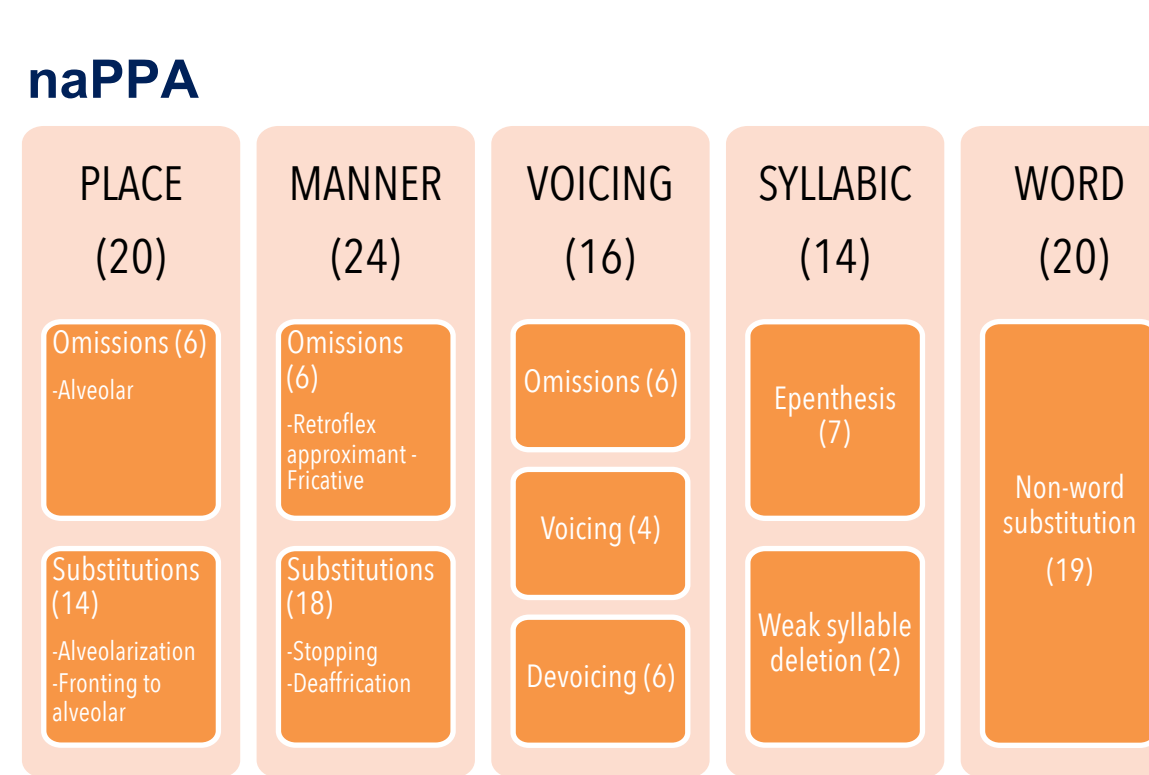 naPPA
PLACE
(20)
Omissions (6)
-Alveolar
Substitutions
(14)
-Alveolarization
-Fronting to
alveolar
MANNER
(24)
Omissions
(6)
-Retroflex
approximant -
Fricative
Substitutions
(18)
-Stopping
-Deaffrication
VOICING
(16)
Omissions (6)
Voicing (4)
Devoicing (6)
SYLLABIC
(14)
Epenthesis
(7)
Weak syllable
deletion (2)
WORD
(20)
Non-word
substitution
(19)